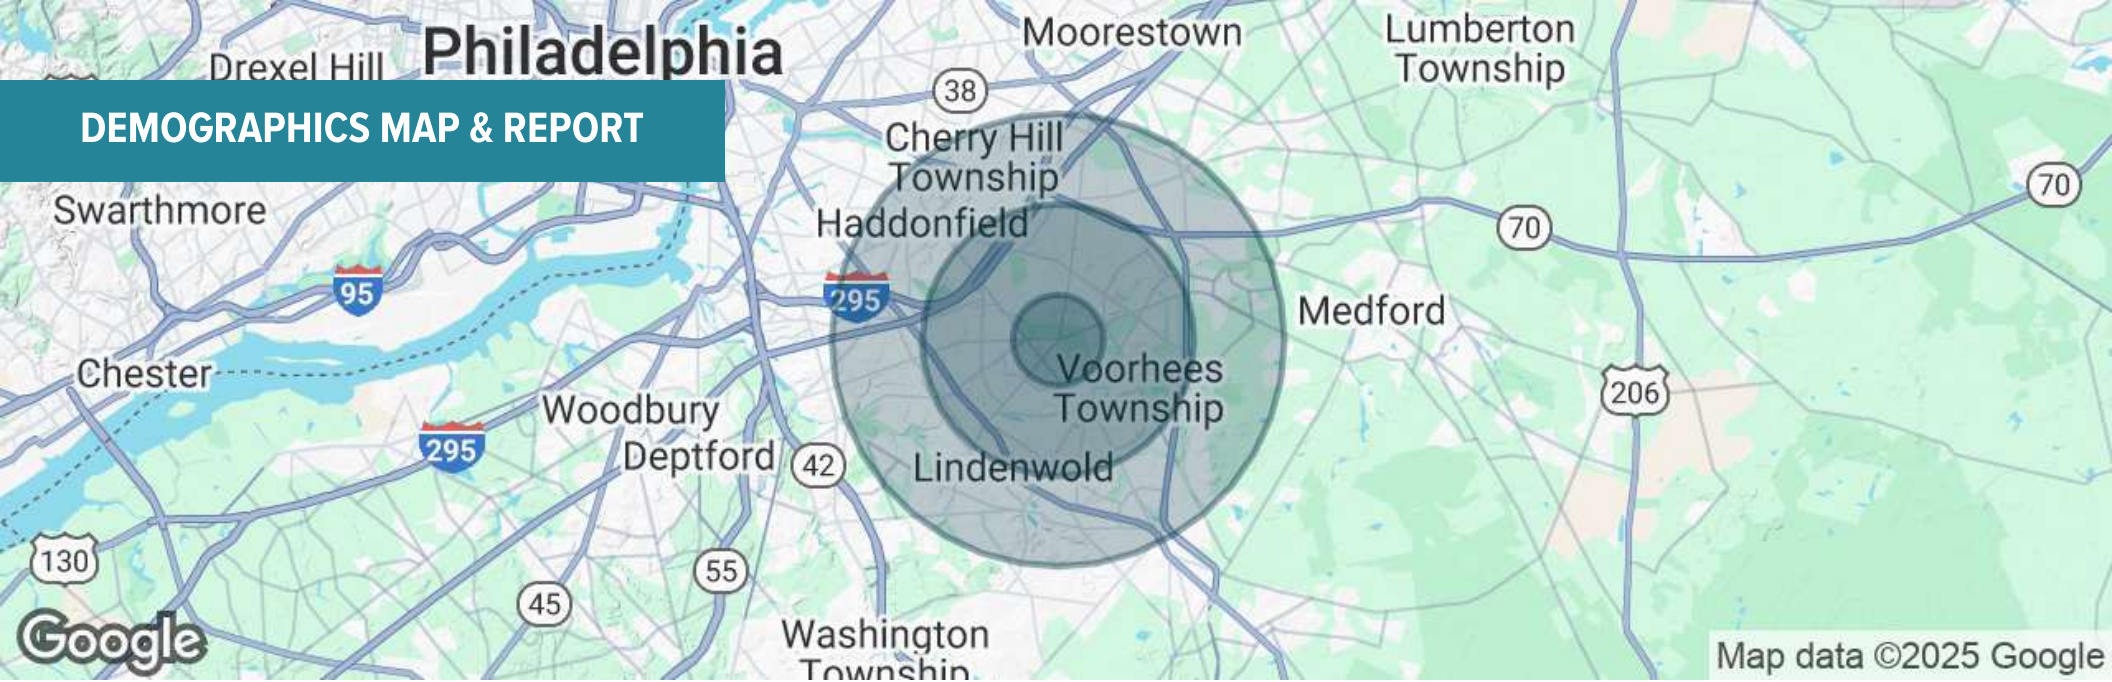 Philadelphia
Moorestown
Lumberton
Township
Drexel Hill
38
DEMOGRAPHICS MAP & REPORT
Cherry Hill
Township
70
Swarthmore
Haddonfield
70
95
295
Medford
Chester
Voorhees
Township
206
Woodbury
295
Deptford
42
Lindenwold
130
55
45
Google
Washington
Township
Map data ©2025 Google